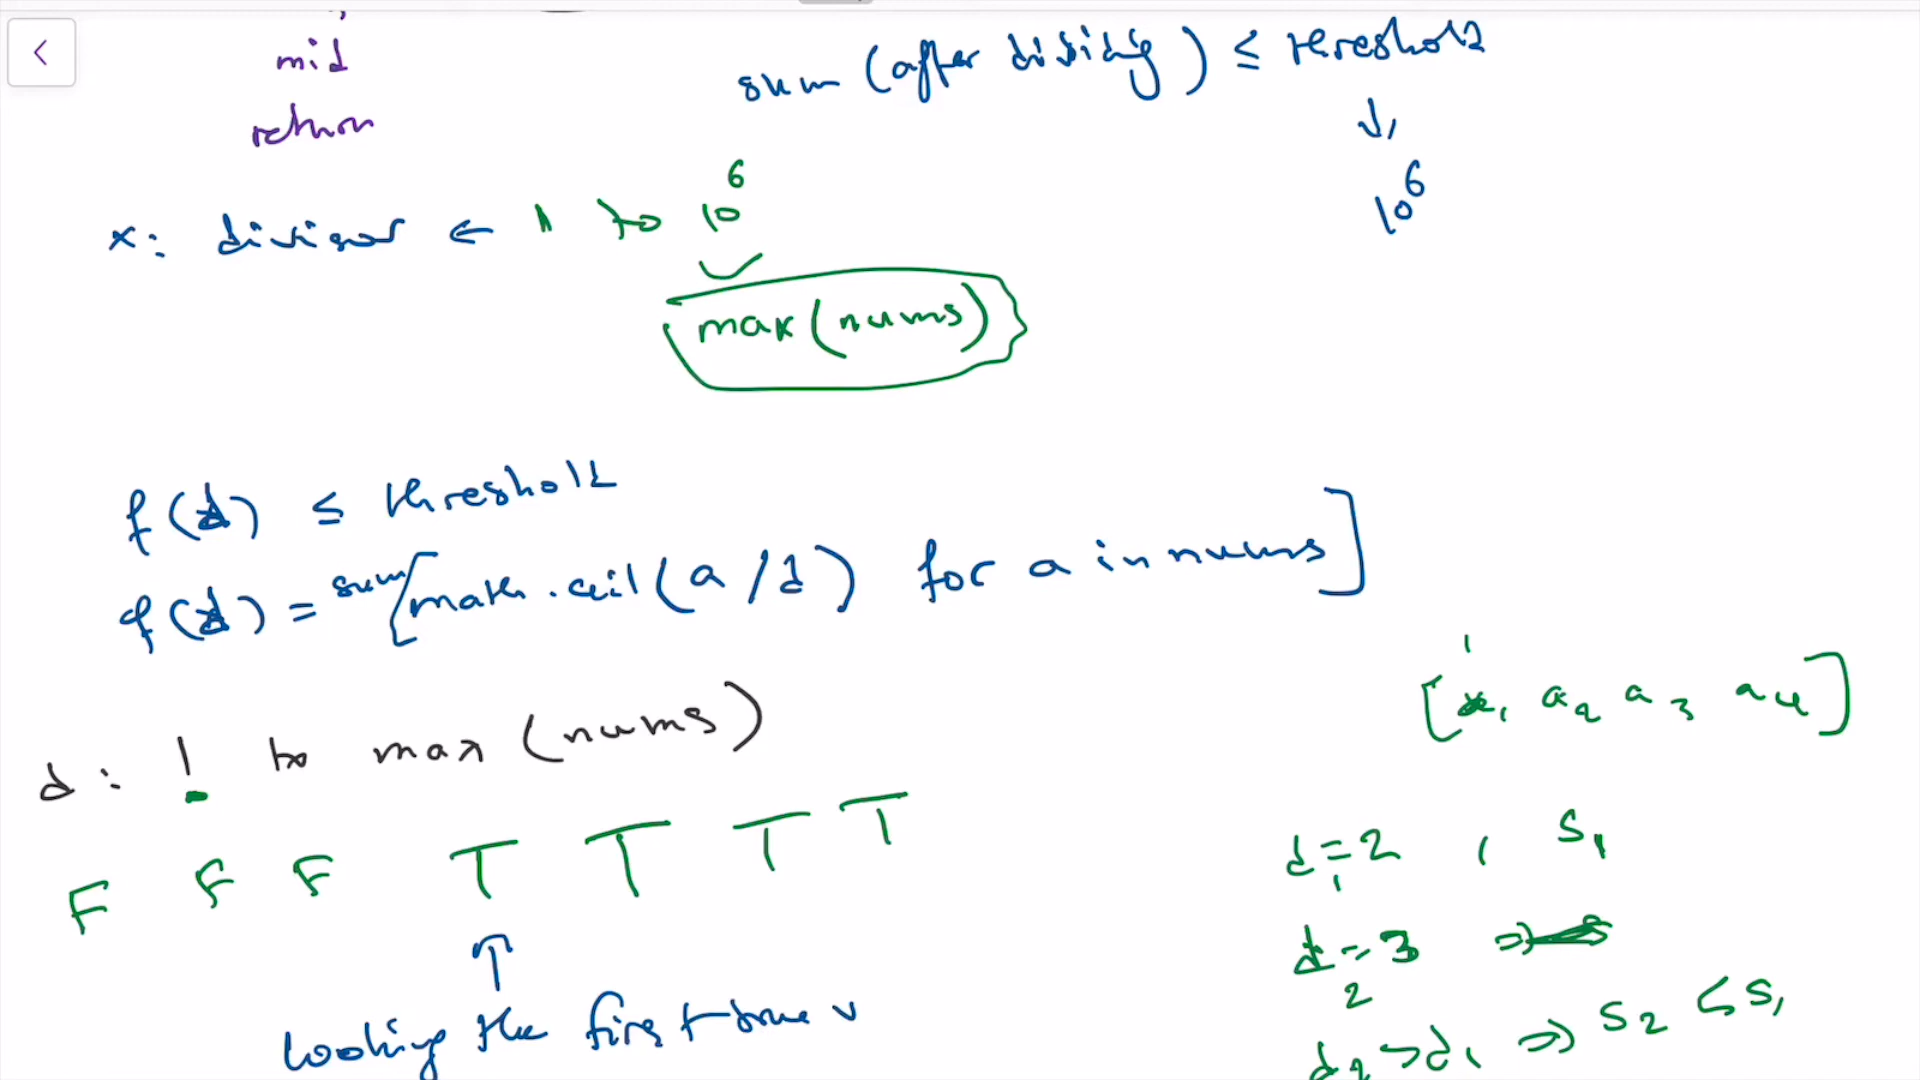 mid
return
sum (after dividig) ≤ threshold
↓
10^6
x: divisor ← 1 to 10^6
max(nums)
f(d) ≤ threshold
f(d) = sum[math.ceil(a/d) for a in nums]
d: 1 to max(nums)
F F F T T T T
↑
looking the first true v
1
[a1 a2 a3 a4]
d1=2, s1
d2=3 ⇒
d2>d1 ⇒ s2<s1